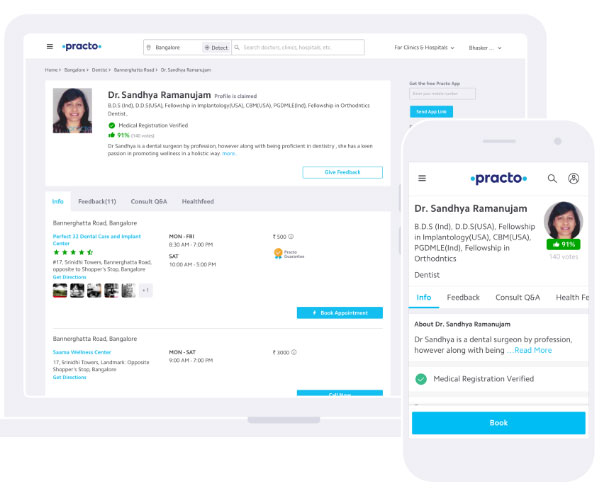 practo
Bangalore
Detect
Search doctors, clinics, hospitals, etc.
For Clinics & Hospitals
Bhasker ...
Home > Bangalore > Dentist > Bannerghatta Road > Dr. Sandhya Ramanujam
Dr. Sandhya Ramanujam Profile is claimed
B.D.S (Ind), D.D.S(USA), Fellowship in Implantology(USA), CBM(USA), PGDMLE(Ind), Fellowship in Orthodntics
Dentist,
Medical Registration Verified
91% (140 votes)
Dr Sandhya is a dental surgeon by profession, however along with being proficient in dentistry , she has a keen
passion in promoting wellness in a holistic way. more
Give Feedback
Get the free Practo App
Send App Link
Info
Feedback(11)
Consult Q&A
Healthfeed
Bannerghatta Road, Bangalore
Perfect 32 Dental Care and Implant
Center
#17, Srinidhi Towers, Bannerghatta Road,
opposite to Shopper's Stop, Bangalore
Get Directions
+1
MON - FRI
8:30 AM - 7:00 PM
SAT
10:00 AM - 5:00 PM
₹ 500
Practo
Guarantee
Book Appointment
Bannerghatta Road, Bangalore
Wellness Center
17, Srinidhi Towers, Landmark: Opposite
Shopper's Stop, Bangalore
Get Directions
MON - SAT
9:00 AM - 7:00 PM
₹ 3000
Call Now
practo
Dr. Sandhya Ramanujam
B.D.S (Ind), D.D.S(USA), Fellowship
in Implantology(USA), CBM(USA),
PGDMLE(Ind), Fellowship in
Orthodntics
Dentist
91%
140 votes
Info
Feedback
Consult Q&A
Health Fe
About Dr. Sandhya Ramanujam
Dr Sandhya is a dental surgeon by profession,
however along with being ...Read More
Medical Registration Verified
Book